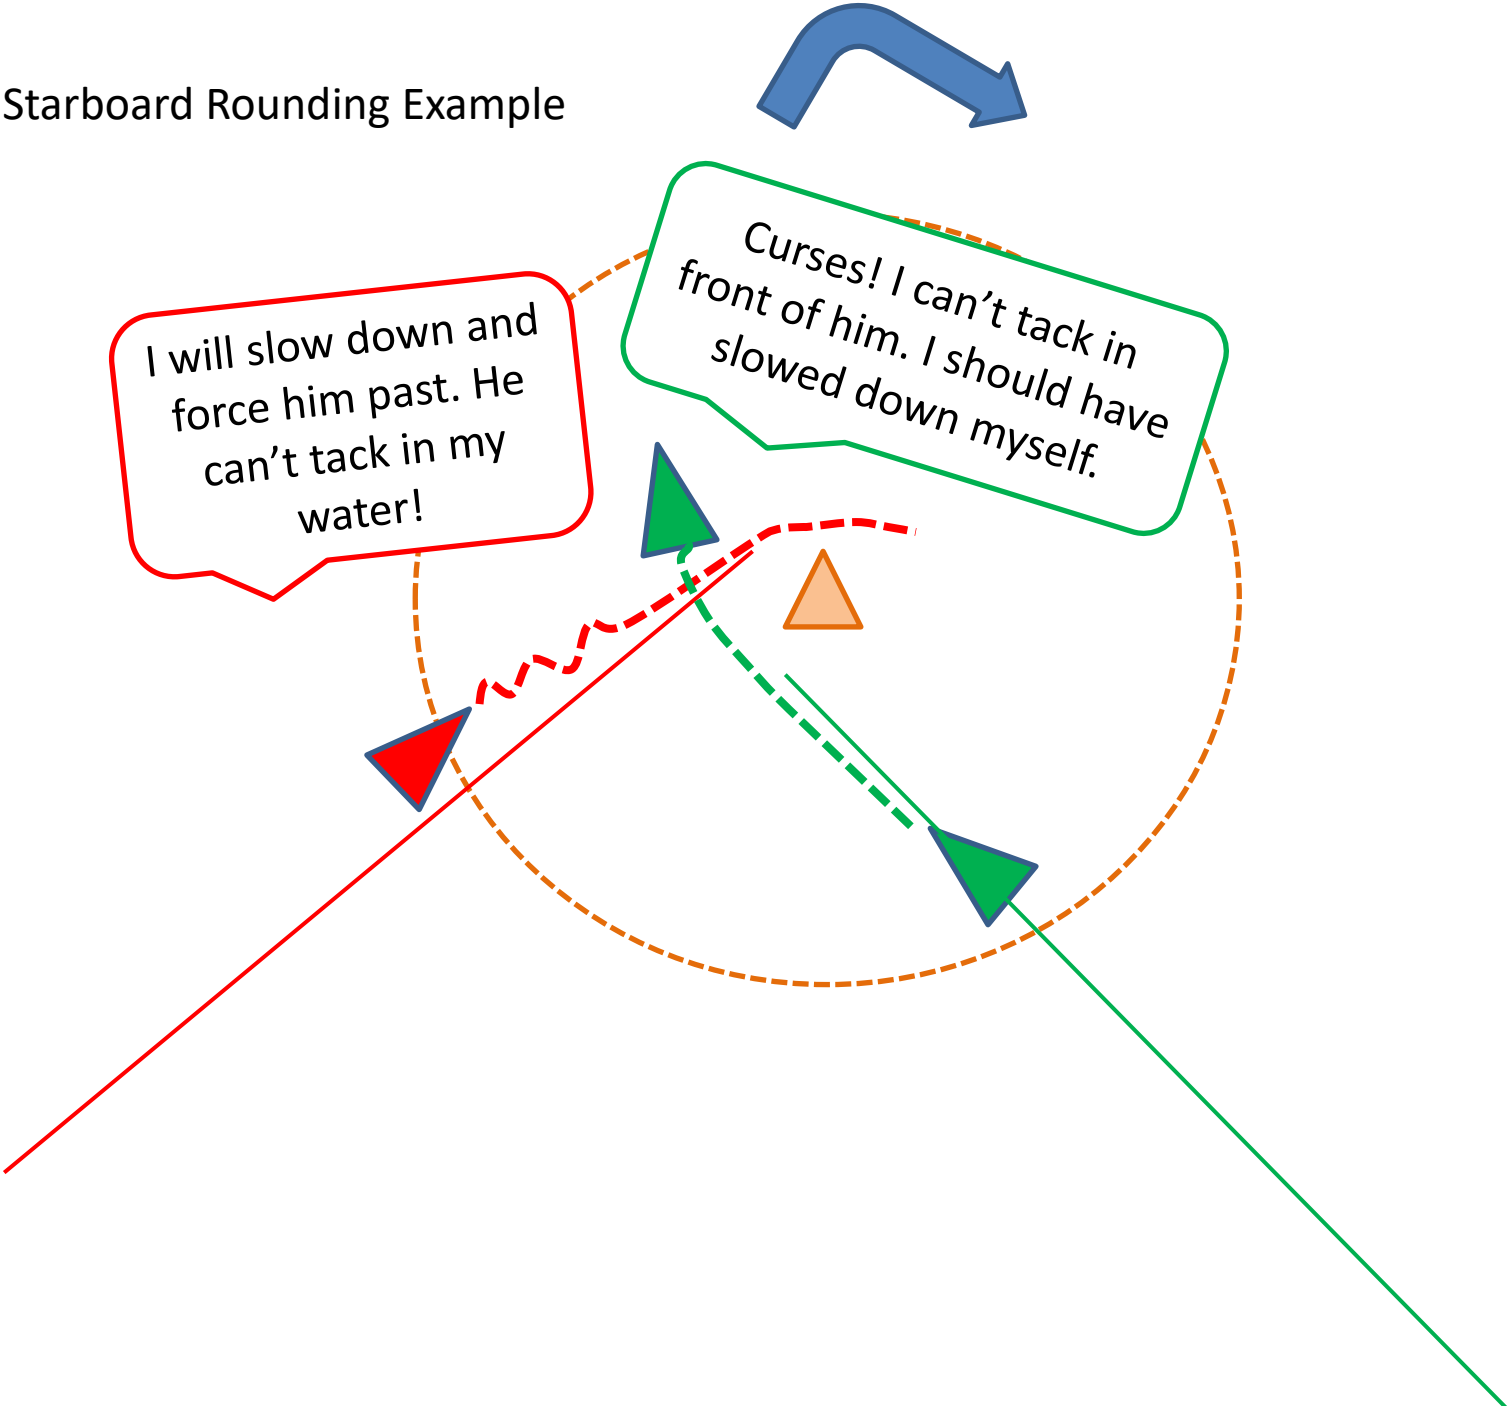 Starboard Rounding Example
I will slow down and
force him past. He
can’t tack in my
water!
Curses! I can’t tack in
front of him. I should have
slowed down myself.